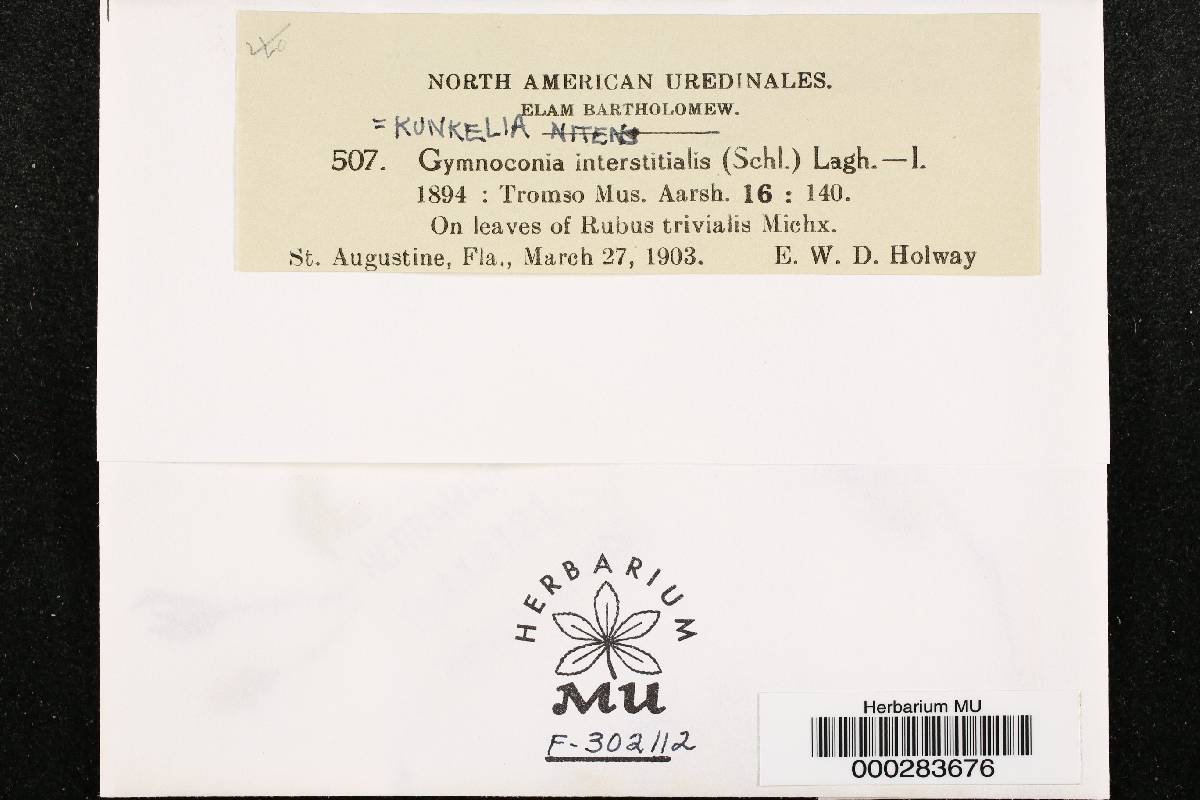 NORTH AMERICAN UREDINALES.
ELAM BARTHOLOMEW.
= KUNKELIA NITENS
507. Gymnoconia interstitialis (Schl.) Lagh.—I.
1894 : Tromso Mus. Aarsh. 16 : 140.
On leaves of Rubus trivialis Michx.
St. Augustine, Fla., March 27, 1903. E. W. D. Holway
HERBARIUM
MU
F-302112
Herbarium MU
000283676